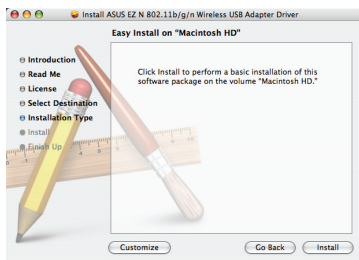 Install ASUS EZ N 802.11b/g/n Wireless USB Adapter Driver
Easy Install on "Macintosh HD"
Introduction
Read Me
License
Select Destination
Installation Type
Install
Finish Up
Click Install to perform a basic installation of this
software package on the volume "Macintosh HD."
Customize
Go Back
Install